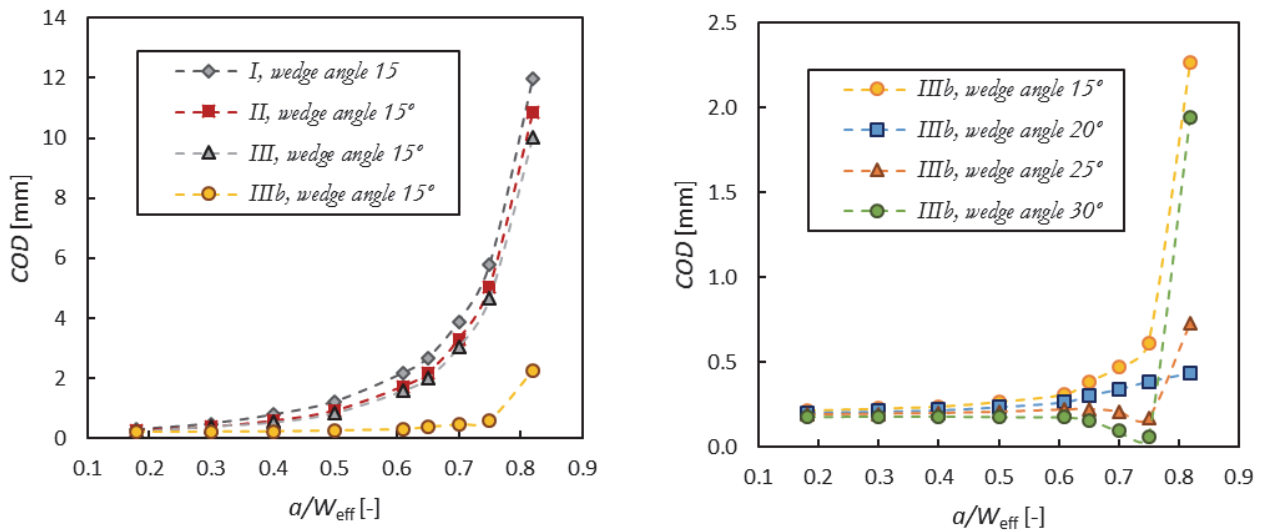 14
12
10
8
6
4
2
0
COD [mm]
I, wedge angle 15
II, wedge angle 15°
III, wedge angle 15°
IIIb, wedge angle 15°
0.1 0.2 0.3 0.4 0.5 0.6 0.7 0.8 0.9
a/Weff [-]
2.5
2.0
1.5
1.0
0.5
0.0
COD [mm]
IIIb, wedge angle 15°
IIIb, wedge angle 20°
IIIb, wedge angle 25°
IIIb, wedge angle 30°
0.1 0.2 0.3 0.4 0.5 0.6 0.7 0.8 0.9
a/Weff [-]